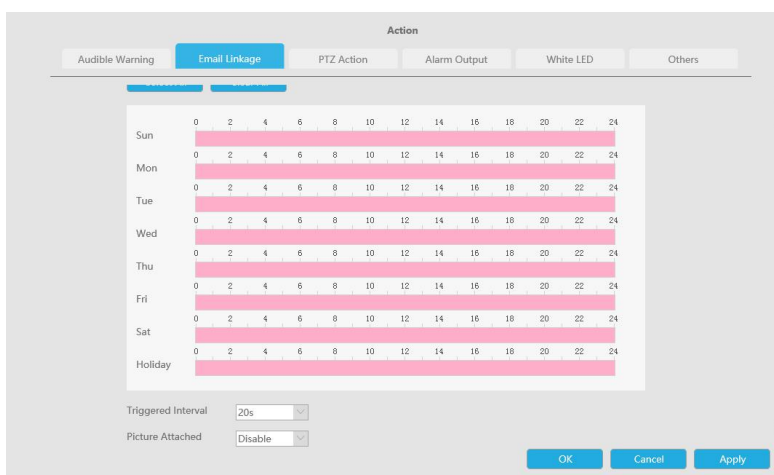 Action
Audible Warning Email Linkage PTZ Action Alarm Output White LED Others
0 2 4 6 8 10 12 14 16 18 20 22 24
Sun
0 2 4 6 8 10 12 14 16 18 20 22 24
Mon
0 2 4 6 8 10 12 14 16 18 20 22 24
Tue
0 2 4 6 8 10 12 14 16 18 20 22 24
Wed
0 2 4 6 8 10 12 14 16 18 20 22 24
Thu
0 2 4 6 8 10 12 14 16 18 20 22 24
Fri
0 2 4 6 8 10 12 14 16 18 20 22 24
Sat
0 2 4 6 8 10 12 14 16 18 20 22 24
Holiday
Triggered Interval 20s
Picture Attached Disable
OK Cancel Apply